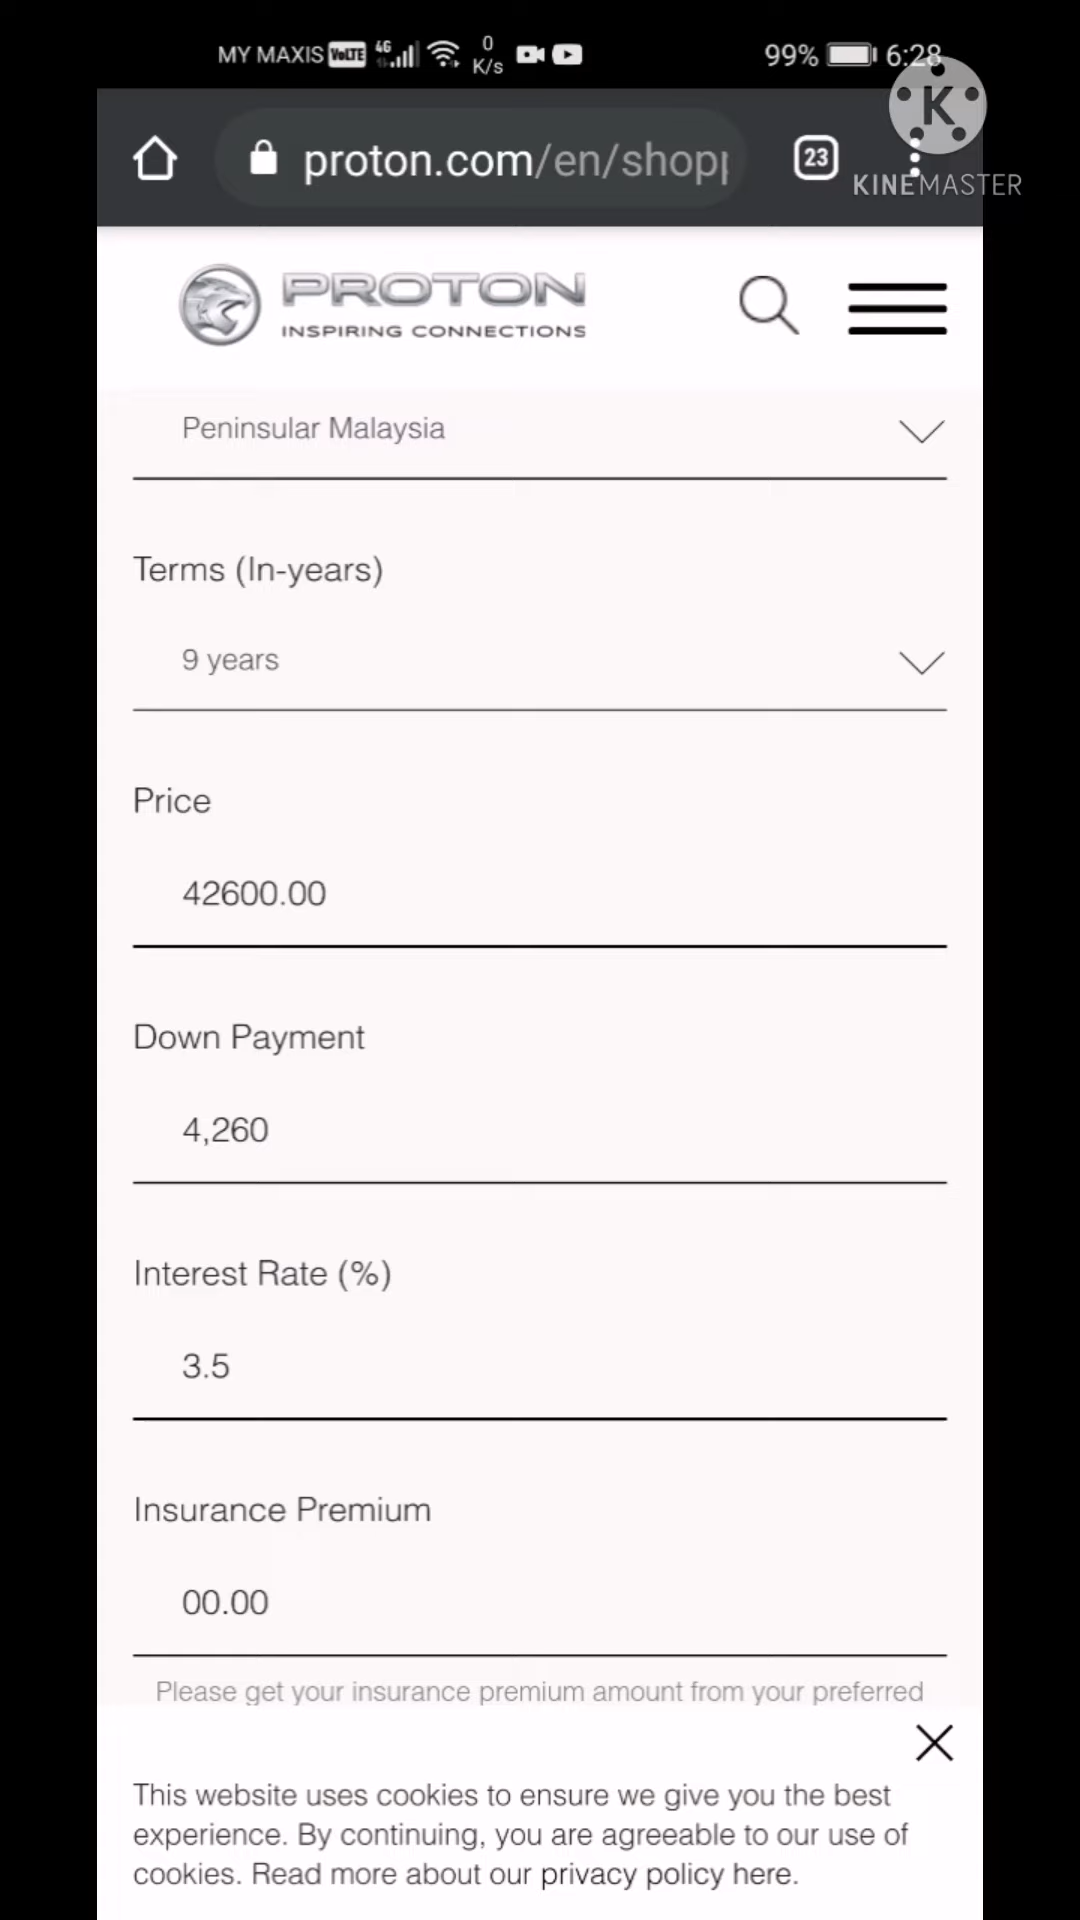 MY MAXIS VoLTE 4G 0 K/s 99% 6:28
K
KINEMASTER
proton.com/en/shopp
23
PROTON
INSPIRING CONNECTIONS
Peninsular Malaysia
Terms (In-years)
9 years
Price
42600.00
Down Payment
4,260
Interest Rate (%)
3.5
Insurance Premium
00.00
Please get your insurance premium amount from your preferred
This website uses cookies to ensure we give you the best
experience. By continuing, you are agreeable to our use of
cookies. Read more about our privacy policy here.